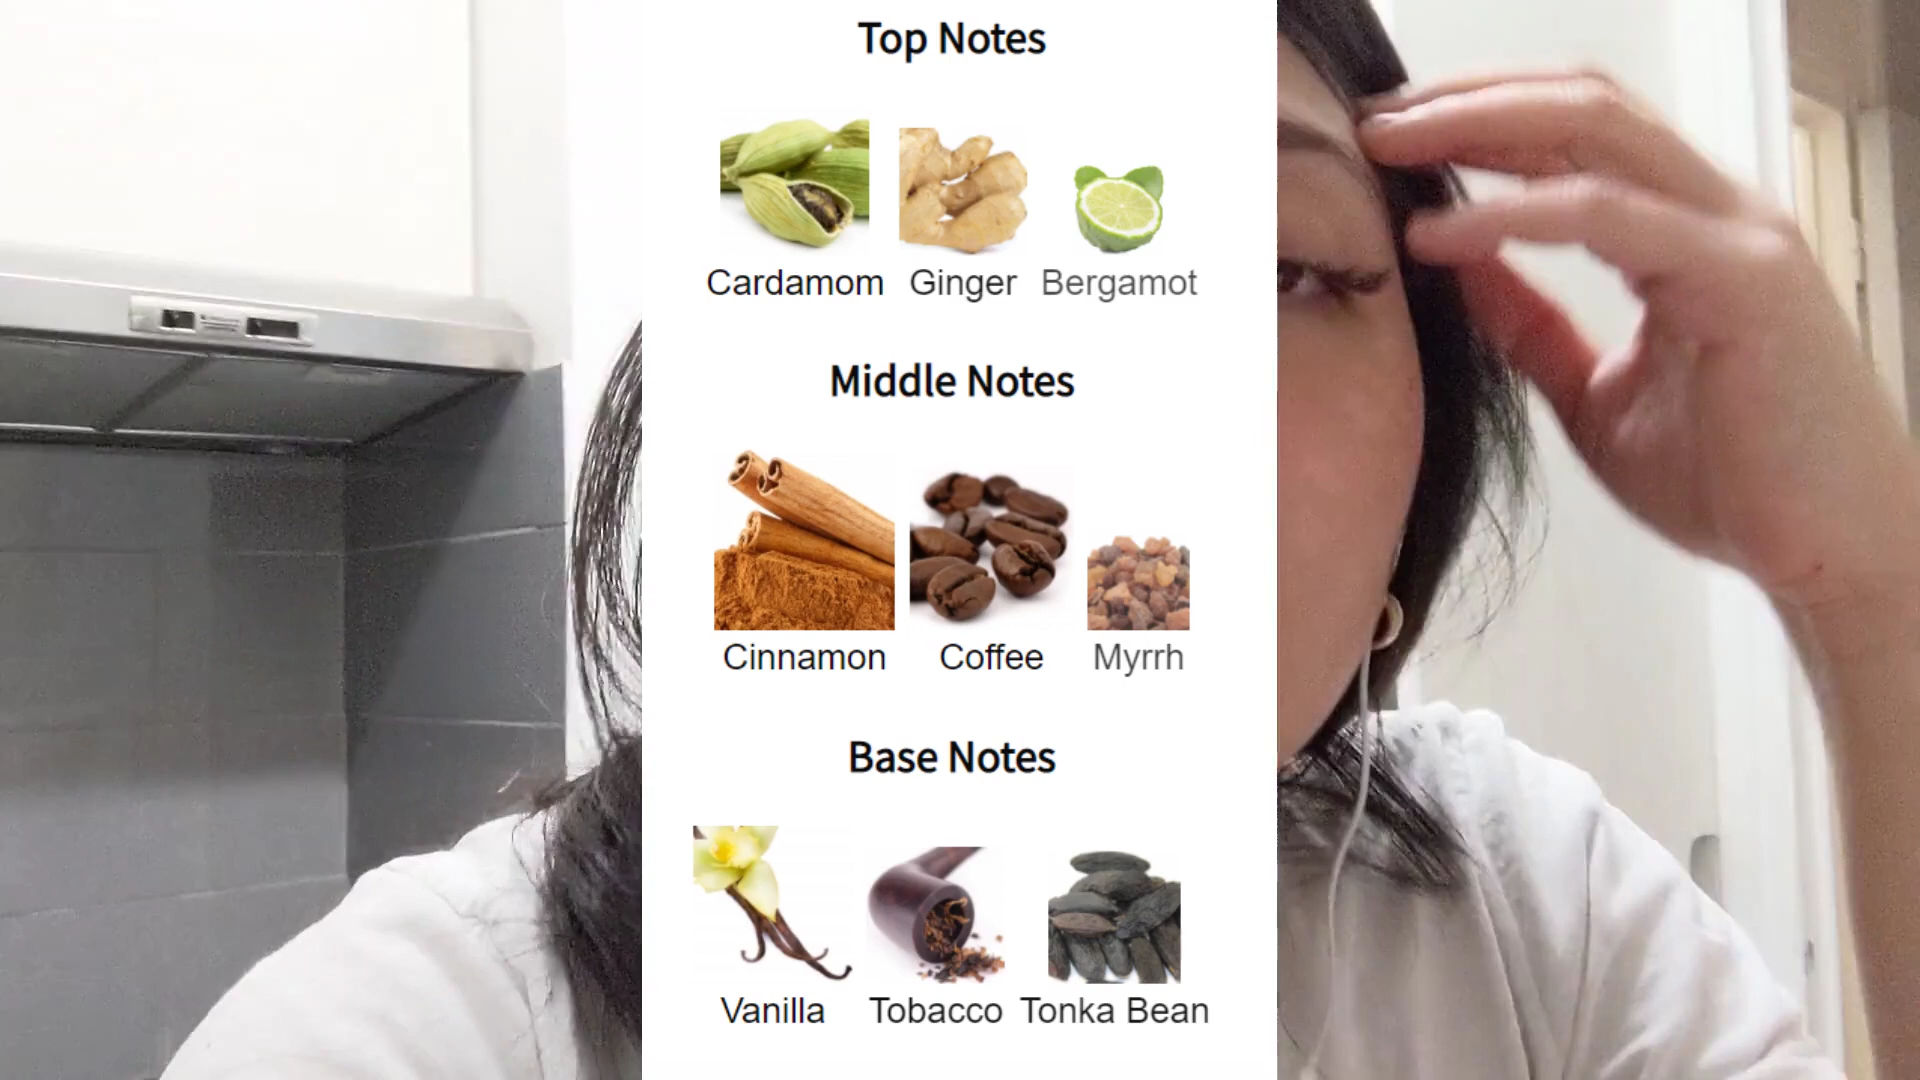 Top Notes
Cardamom Ginger Bergamot
Middle Notes
Cinnamon Coffee Myrrh
Base Notes
Vanilla Tobacco Tonka Bean